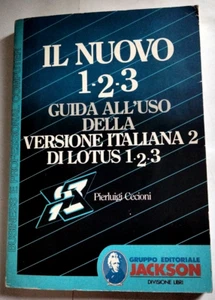 IL NUOVO
1-2-3
GUIDA ALL'USO
DELLA
VERSIONE ITALIANA 2
DI LOTUS 1-2-3
Pierluigi Cecioni
GRUPPO EDITORIALE
JACKSON
DIVISIONE LIBRI